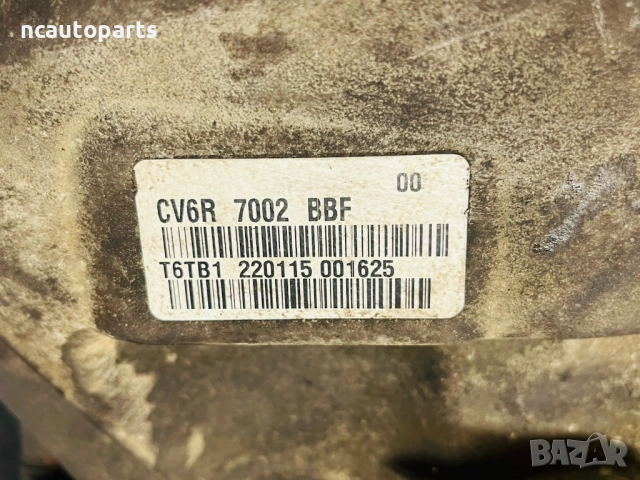 ncautoparts
00
CV6R 7002 BBF
T6TB1 220115 001625
BAZAR